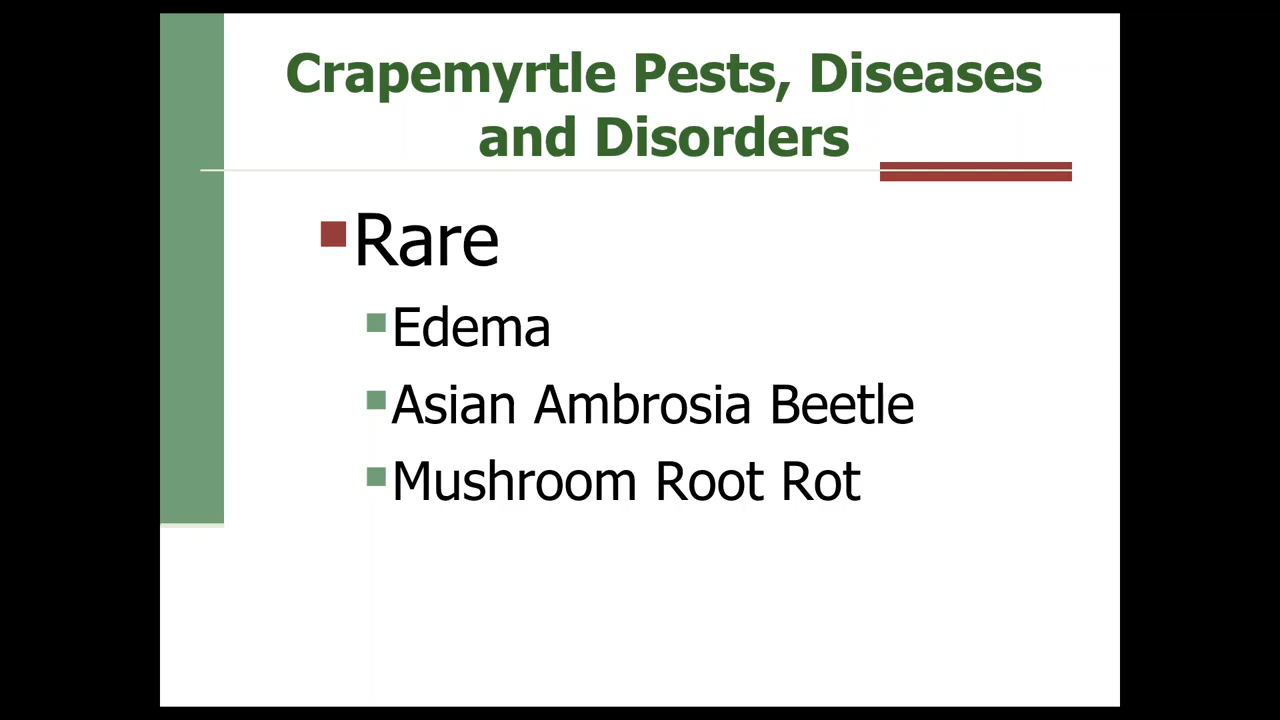 Crapemyrtle Pests, Diseases
and Disorders
Rare
Edema
Asian Ambrosia Beetle
Mushroom Root Rot